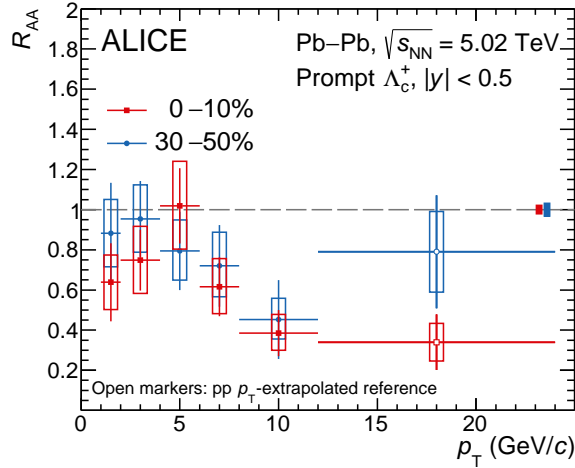 R_AA
ALICE
Pb–Pb, √s_NN = 5.02 TeV
Prompt Λ_c^+, |y| < 0.5
0 –10%
30 –50%
2
1.8
1.6
1.4
1.2
1
0.8
0.6
0.4
0.2
Open markers: pp p_T-extrapolated reference
0 5 10 15 20
p_T (GeV/c)